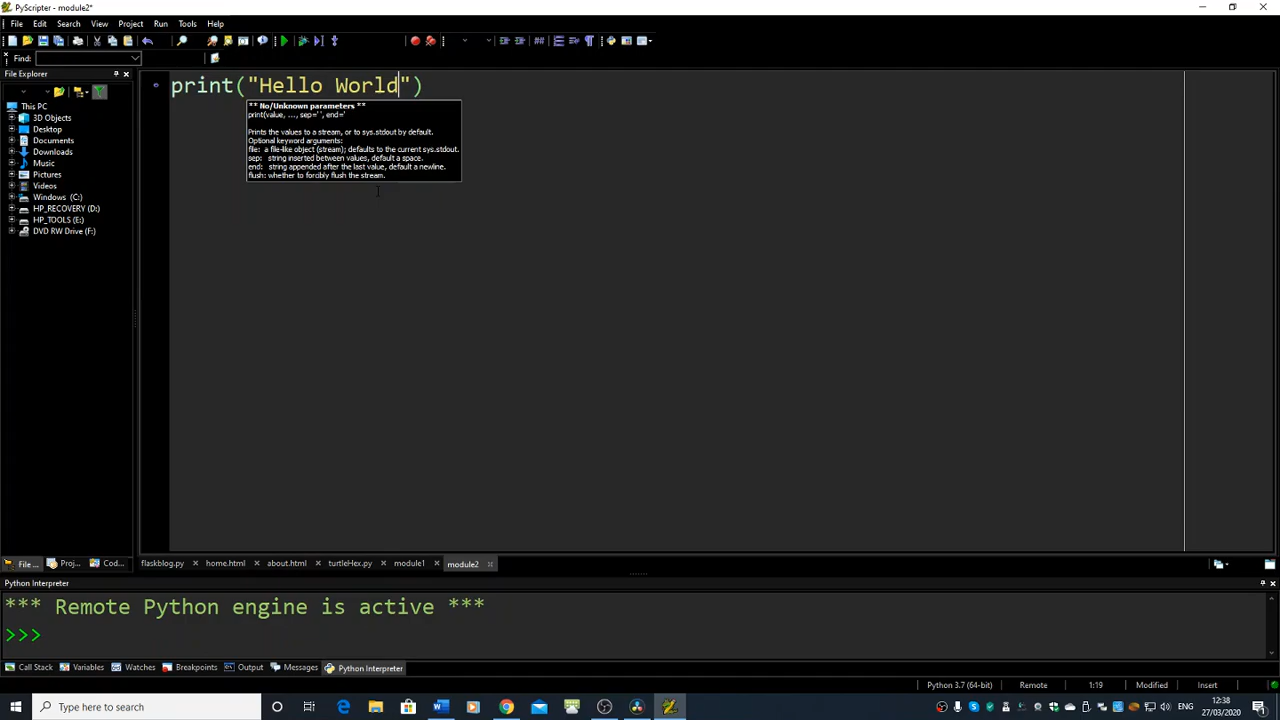 PyScripter - module2*
File Edit Search View Project Run Tools Help
Find:
File Explorer
This PC
3D Objects
Desktop
Documents
Downloads
Music
Pictures
Videos
Windows (C:)
HP_RECOVERY (D:)
HP_TOOLS (E:)
DVD RW Drive (F:)
print("Hello World")
** No/Unknown parameters **
print(value, ..., sep=' ', end='
Prints the values to a stream, or to sys.stdout by default.
Optional keyword arguments:
file: a file-like object (stream); defaults to the current sys.stdout.
sep: string inserted between values, default a space.
end: string appended after the last value, default a newline.
flush: whether to forcibly flush the stream.
File ... Proj... Cod...
flaskblog.py home.html about.html turtleHex.py module1 module2
Python Interpreter
*** Remote Python engine is active ***
>>>
Call Stack Variables Watches Breakpoints Output Messages Python Interpreter
Python 3.7 (64-bit) Remote 1:19 Modified Insert
Type here to search
12:38
27/03/2020